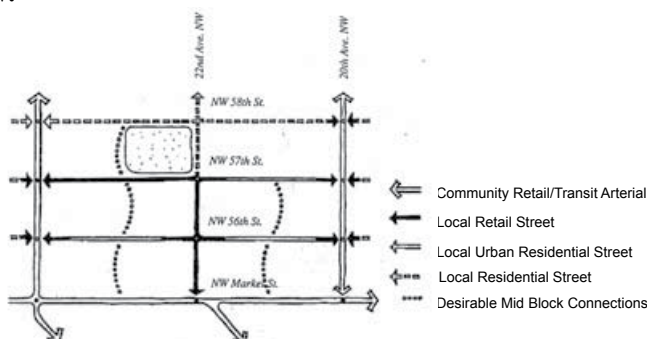 22nd Ave. NW
20th Ave. NW
NW 58th St.
NW 57th St.
NW 56th St.
NW Market St.
Community Retail/Transit Arterial
Local Retail Street
Local Urban Residential Street
Local Residential Street
Desirable Mid Block Connections